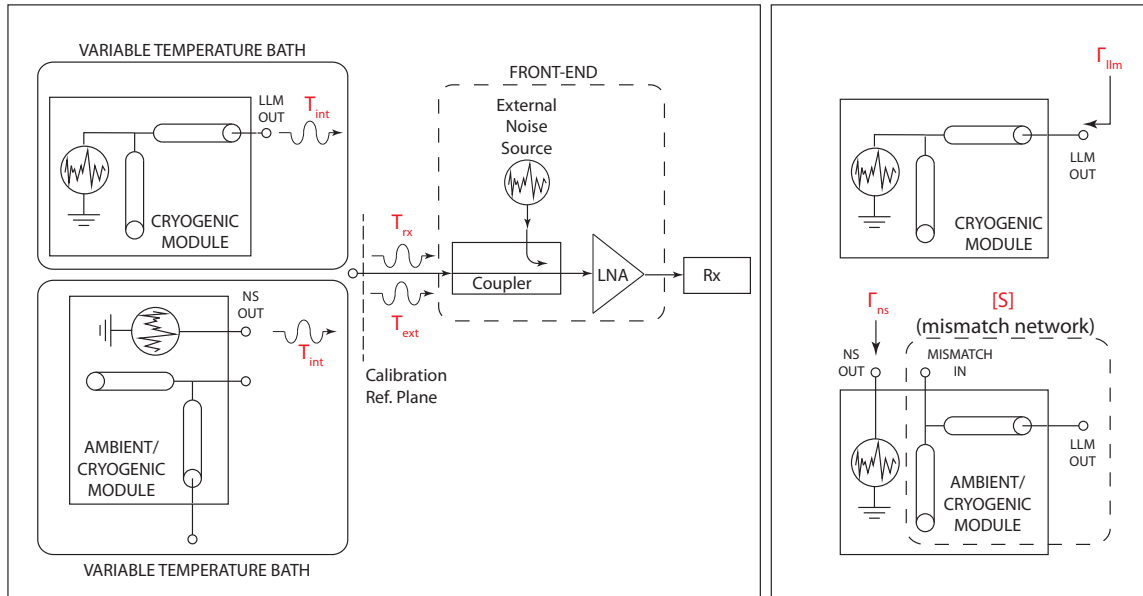 VARIABLE TEMPERATURE BATH
LLM
OUT
T_int
CRYOGENIC
MODULE
FRONT-END
External
Noise
Source
T_rx
Coupler
LNA
Rx
T_ext
Calibration
Ref. Plane
NS
OUT
T_int
AMBIENT/
CRYOGENIC
MODULE
VARIABLE TEMPERATURE BATH
Γ_llm
LLM
OUT
CRYOGENIC
MODULE
Γ_ns
[S]
(mismatch network)
NS
OUT
MISMATCH
IN
LLM
OUT
AMBIENT/
CRYOGENIC
MODULE